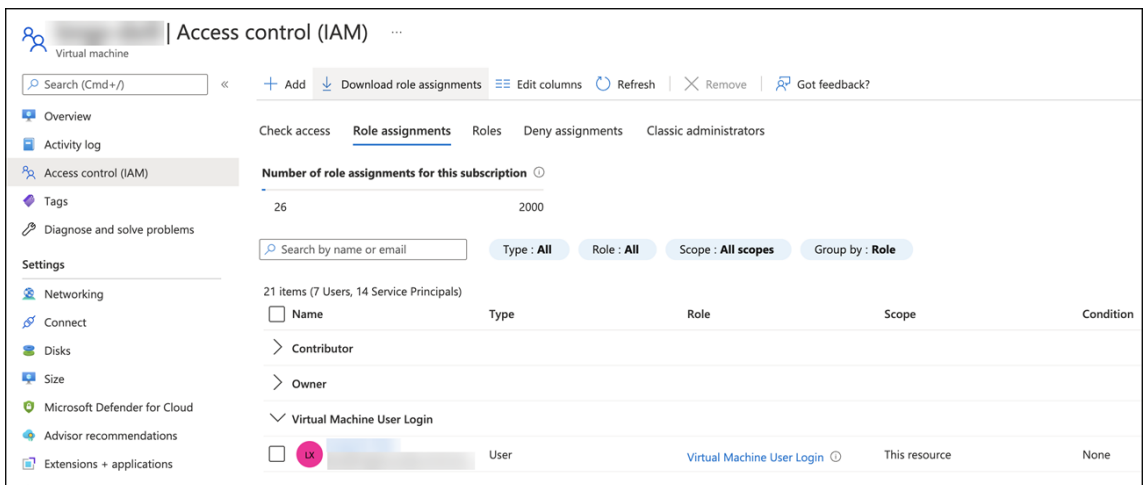 | Access control (IAM) ...
Virtual machine
Search (Cmd+/) «
Overview
Activity log
Access control (IAM)
Tags
Diagnose and solve problems
Settings
Networking
Connect
Disks
Size
Microsoft Defender for Cloud
Advisor recommendations
Extensions + applications
Add Download role assignments Edit columns Refresh Remove Got feedback?
Check access Role assignments Roles Deny assignments Classic administrators
Number of role assignments for this subscription
26 2000
Search by name or email Type : All Role : All Scope : All scopes Group by : Role
21 items (7 Users, 14 Service Principals)
Name Type Role Scope Condition
Contributor
Owner
Virtual Machine User Login
LX User Virtual Machine User Login This resource None